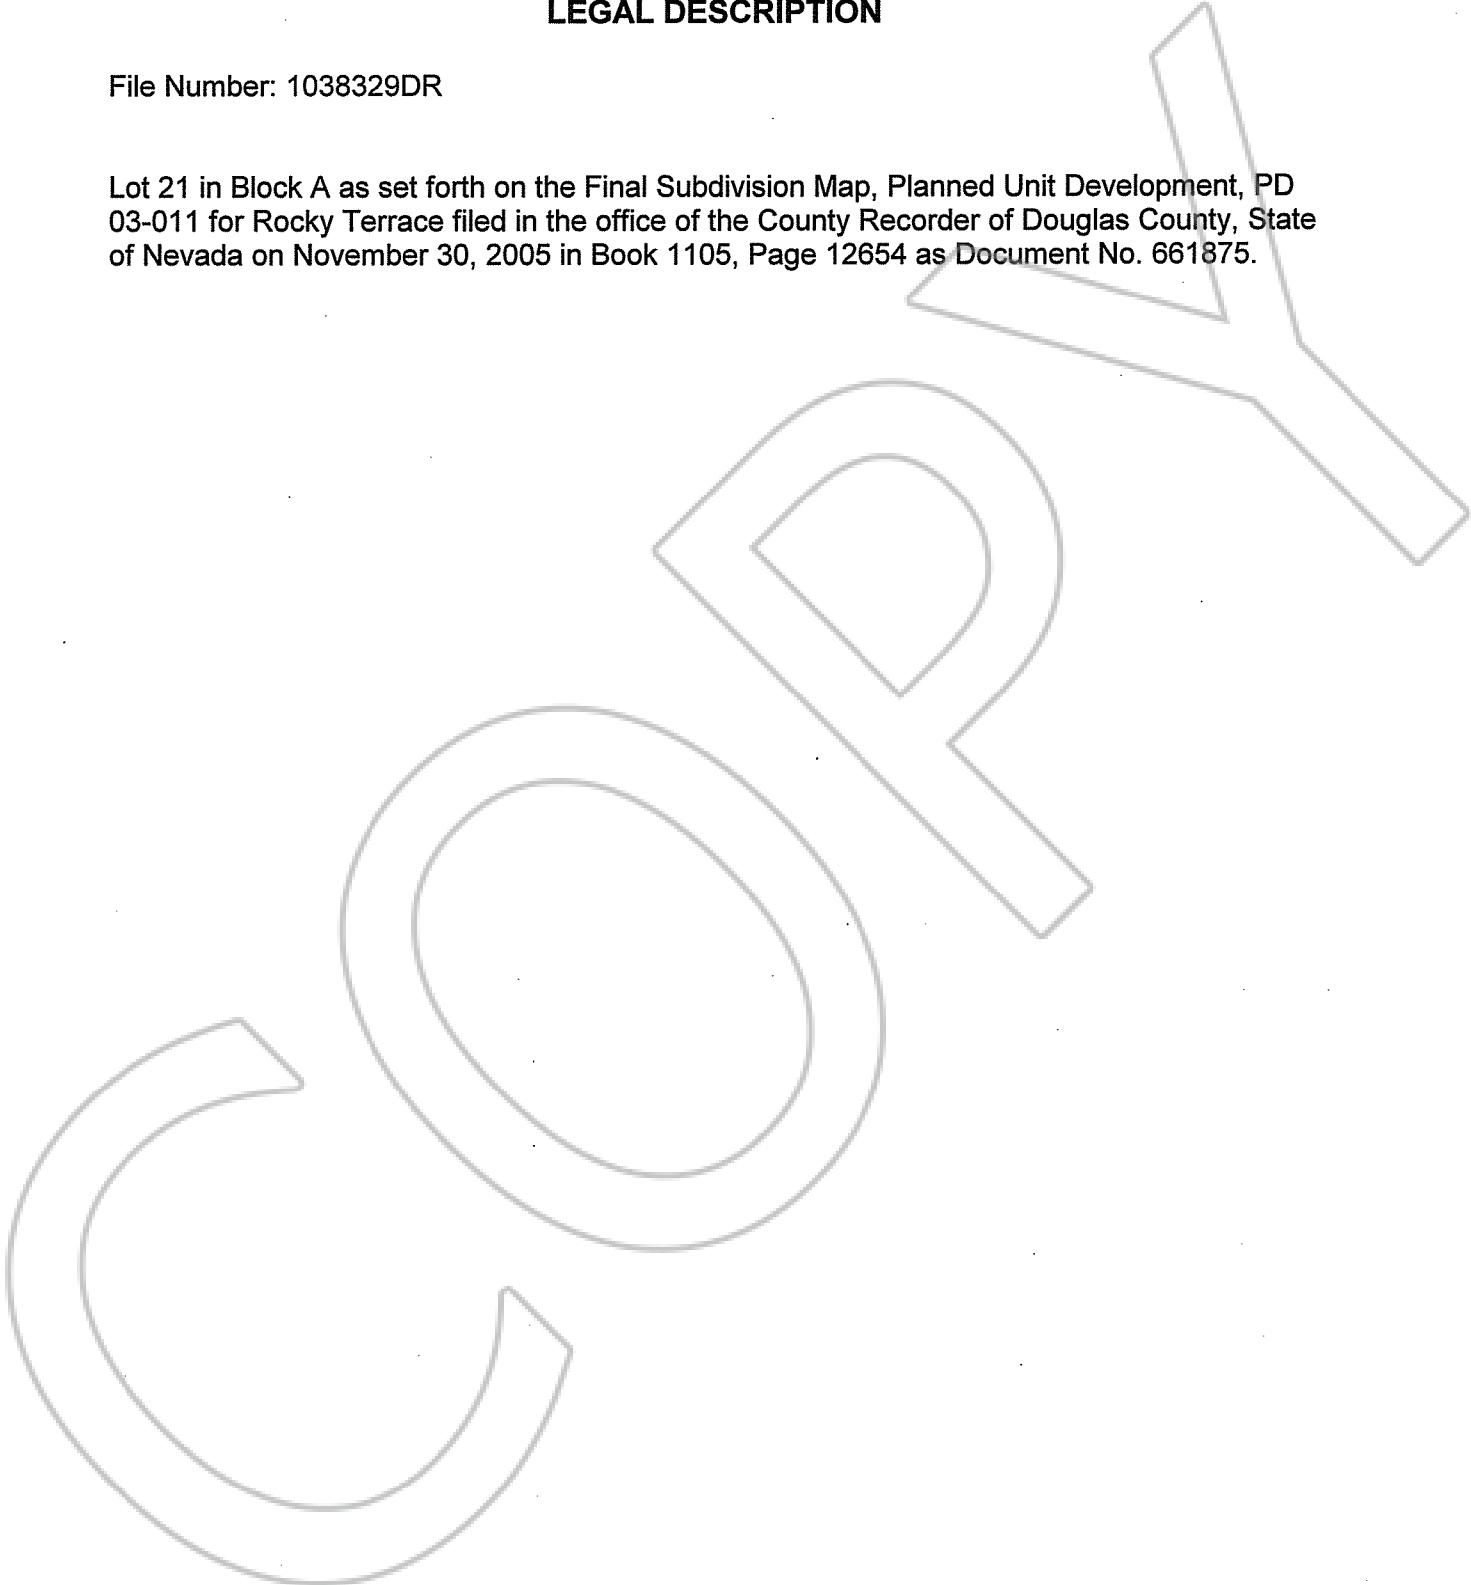 LEGAL DESCRIPTION
File Number: 1038329DR
Lot 21 in Block A as set forth on the Final Subdivision Map, Planned Unit Development, PD
03-011 for Rocky Terrace filed in the office of the County Recorder of Douglas County, State
of Nevada on November 30, 2005 in Book 1105, Page 12654 as Document No. 661875.
COPY